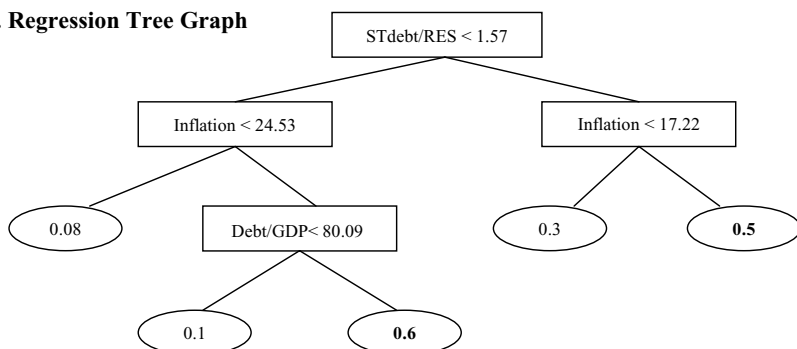 . Regression Tree Graph
STdebt/RES < 1.57
Inflation < 24.53
Inflation < 17.22
0.08
Debt/GDP< 80.09
0.3
0.5
0.1
0.6